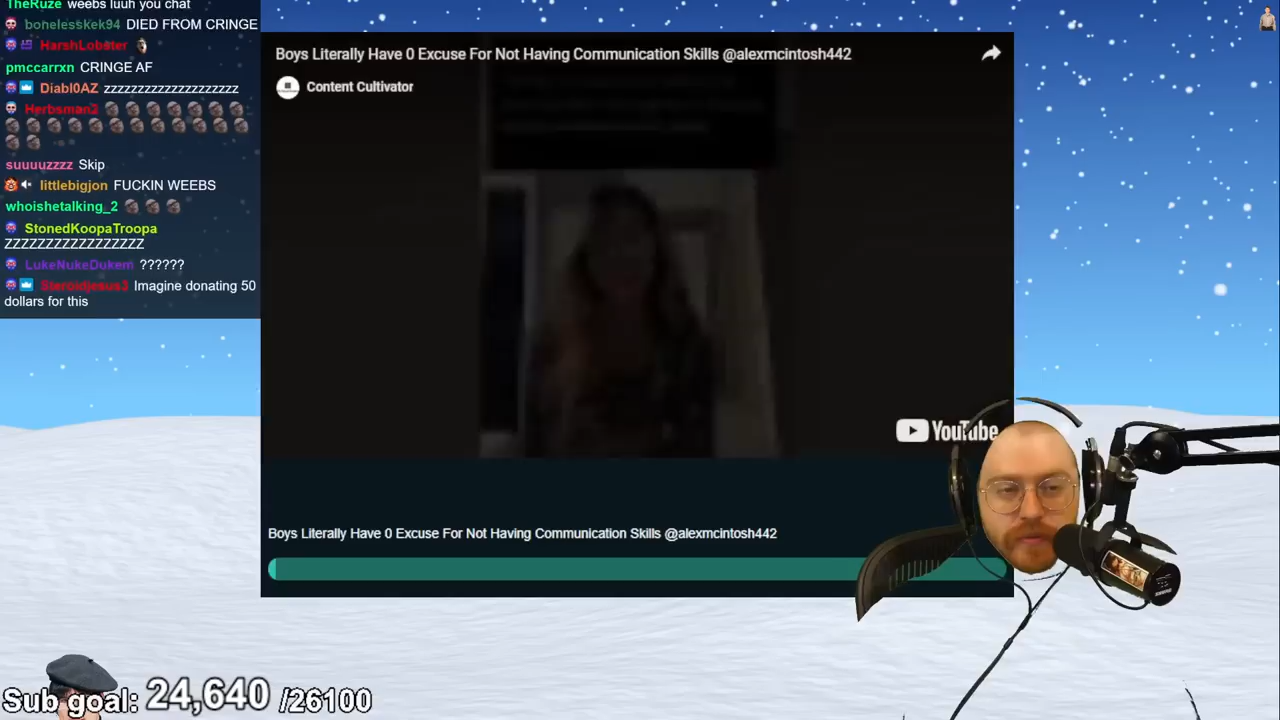 TheRuze weebs luuh you chat
bonelesskek94 DIED FROM CRINGE
HarshLobster
pmccarrxn CRINGE AF
Diabl0AZ zzzzzzzzzzzzzzzzzzzz
Herbsman2
suuuuzzzz Skip
littlebigjon FUCKIN WEEBS
whoishetalking_2
StonedKoopaTroopa
ZZZZZZZZZZZZZZZZZ
LukeNukeDukem ??????
Steroidjesus3 Imagine donating 50
dollars for this
Boys Literally Have 0 Excuse For Not Having Communication Skills @alexmcintosh442
Content Cultivator
YouTube
Boys Literally Have 0 Excuse For Not Having Communication Skills @alexmcintosh442
Sub goal: 24,640 /26100